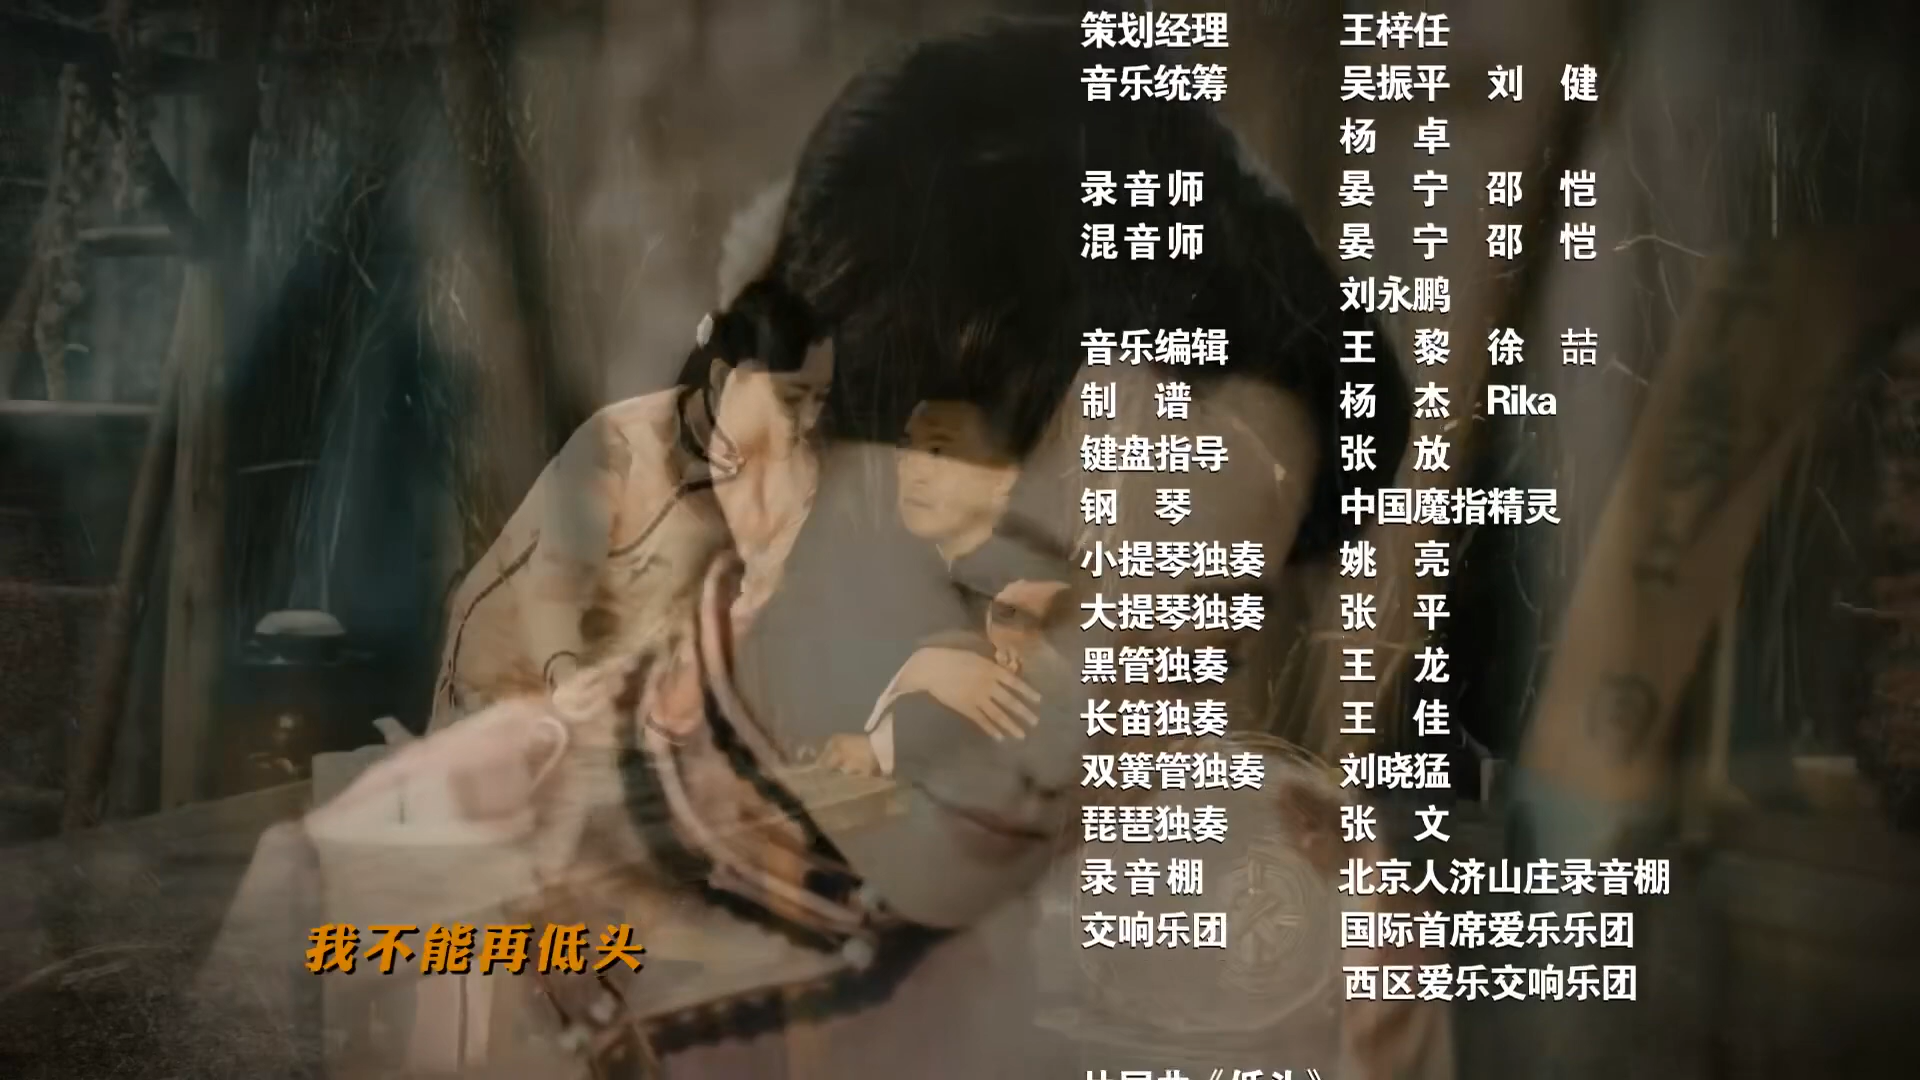 策划经理 王梓任
音乐统筹 吴振平 刘 健
杨 卓
录音师 晏 宁 邵 恺
混音师 晏 宁 邵 恺
刘永鹏
音乐编辑 王 黎 徐 喆
制 谱 杨 杰 Rika
键盘指导 张 放
钢 琴 中国魔指精灵
小提琴独奏 姚 亮
大提琴独奏 张 平
黑管独奏 王 龙
长笛独奏 王 佳
双簧管独奏 刘晓猛
琵琶独奏 张 文
录音棚 北京人济山庄录音棚
交响乐团 国际首席爱乐乐团
西区爱乐交响乐团
我不能再低头